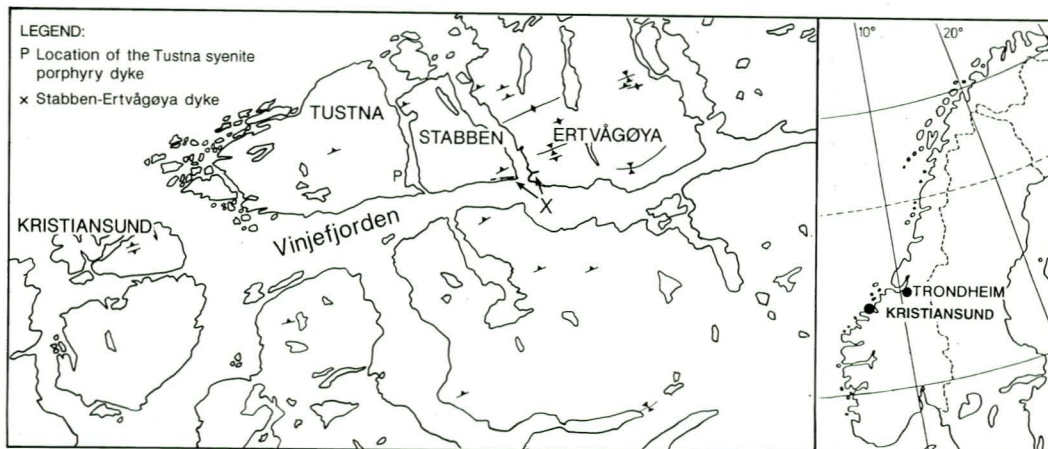 LEGEND:
P Location of the Tustna syenite
porphyry dyke
x Stabben-Ertvågøya dyke
TUSTNA
STABBEN
ERTVÅGØYA
P
X
KRISTIANSUND
Vinjefjorden
10°
20°
TRONDHEIM
KRISTIANSUND